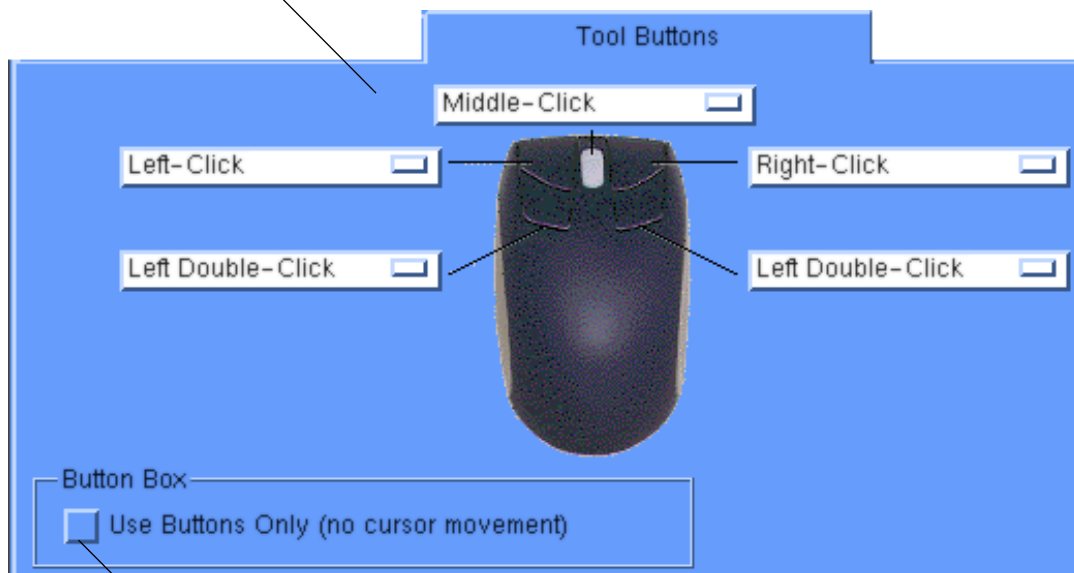 Tool Buttons
Middle-Click
Left-Click
Right-Click
Left Double-Click
Left Double-Click
Button Box
Use Buttons Only (no cursor movement)